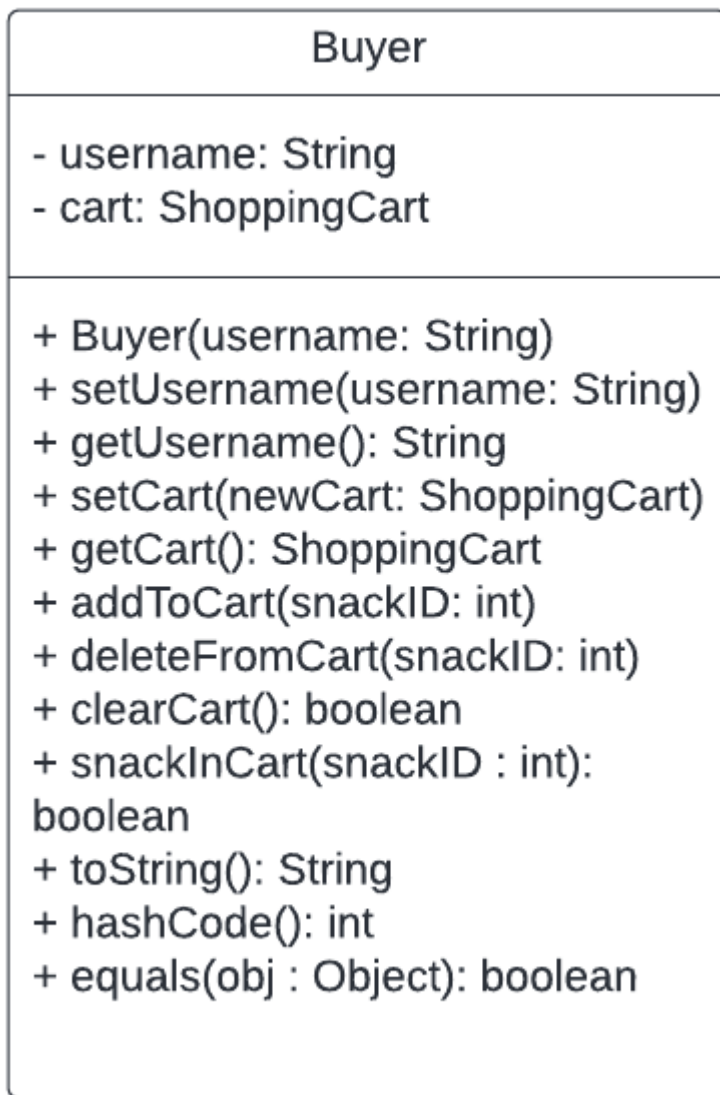 Buyer
- username: String
- cart: ShoppingCart
+ Buyer(username: String)
+ setUsername(username: String)
+ getUsername(): String
+ setCart(newCart: ShoppingCart)
+ getCart(): ShoppingCart
+ addToCart(snackID: int)
+ deleteFromCart(snackID: int)
+ clearCart(): boolean
+ snackInCart(snackID : int):
boolean
+ toString(): String
+ hashCode(): int
+ equals(obj : Object): boolean